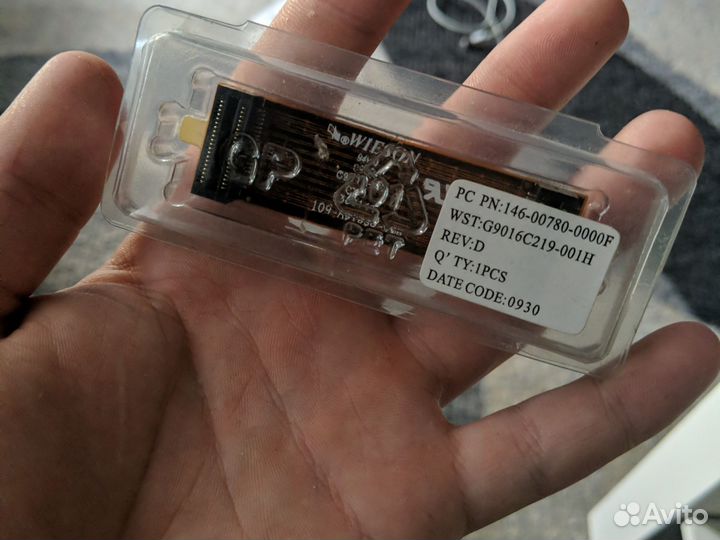 WIESON
PC PN:146-00780-0000F
WST:G9016C219-001H
REV:D
Q' TY:1PCS
DATE CODE:0930
Avito